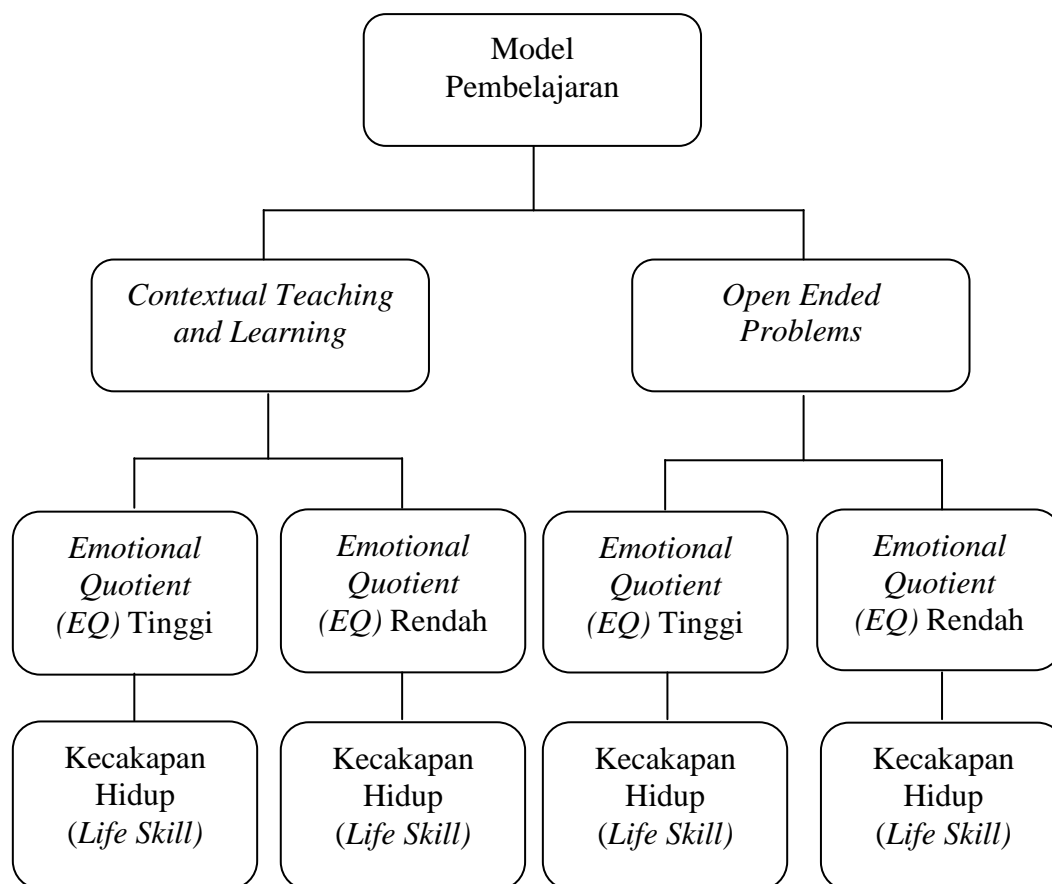 Model
Pembelajaran
Contextual Teaching
and Learning
Open Ended
Problems
Emotional
Quotient
(EQ) Tinggi
Emotional
Quotient
(EQ) Rendah
Emotional
Quotient
(EQ) Tinggi
Emotional
Quotient
(EQ) Rendah
Kecakapan
Hidup
(Life Skill)
Kecakapan
Hidup
(Life Skill)
Kecakapan
Hidup
(Life Skill)
Kecakapan
Hidup
(Life Skill)